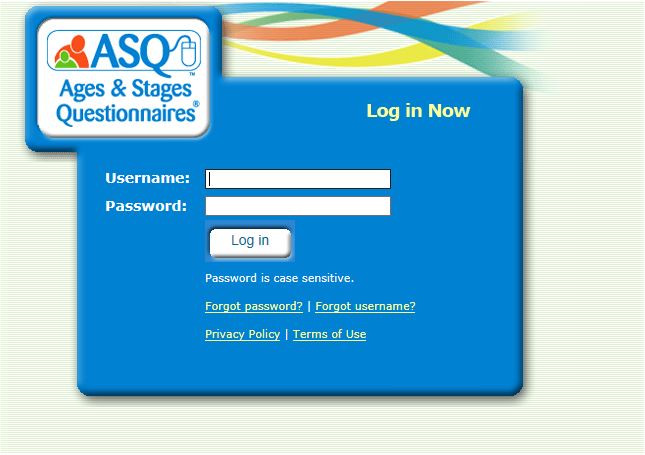 ASQ™
Ages & Stages
Questionnaires®
Log in Now
Username:
Password:
Log in
Password is case sensitive.
Forgot password? | Forgot username?
Privacy Policy | Terms of Use